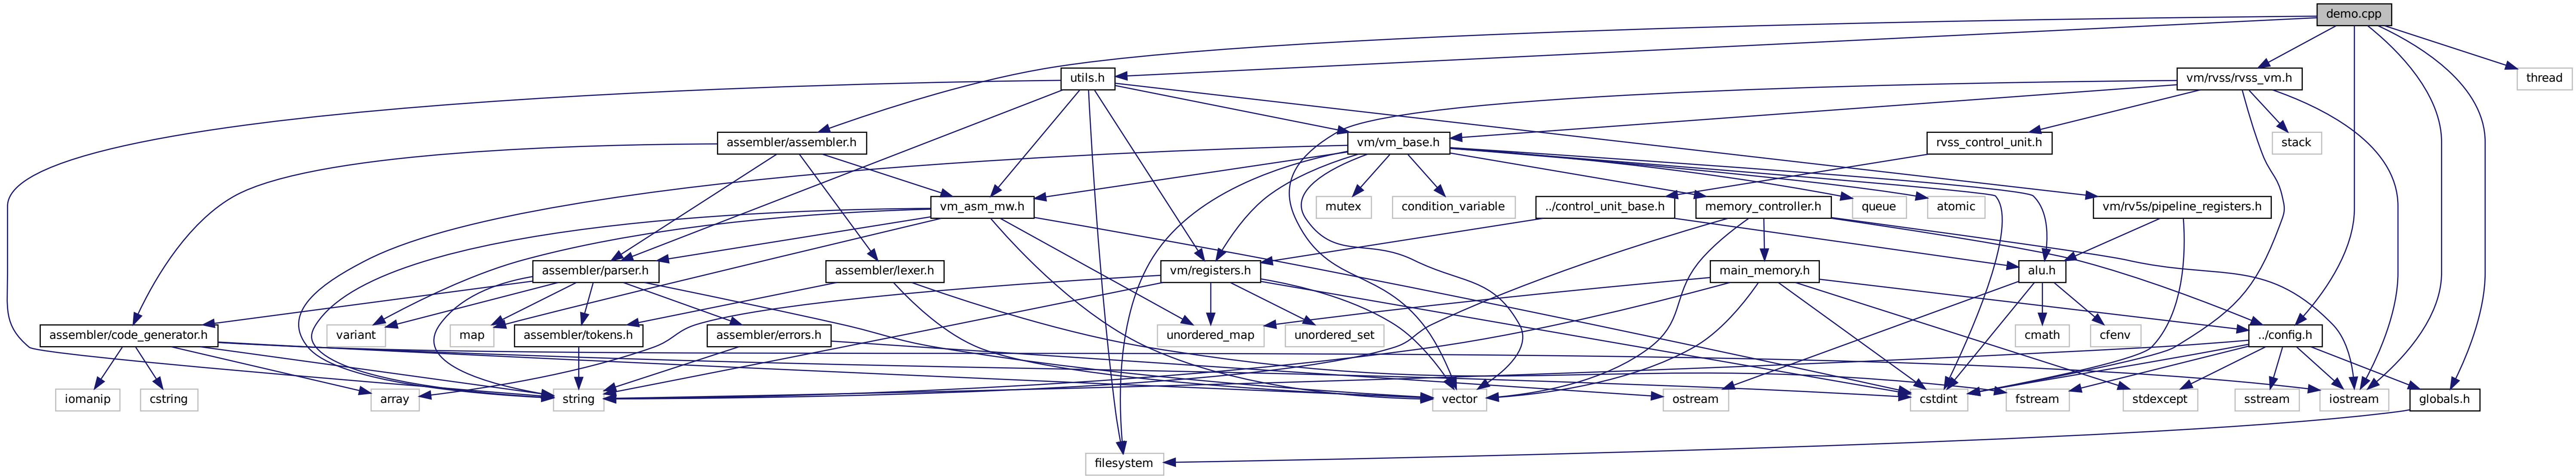 demo.cpp
utils.h
vm/rvss/rvss_vm.h
thread
assembler/assembler.h
vm/vm_base.h
rvss_control_unit.h
stack
vm_asm_mw.h
mutex
condition_variable
../control_unit_base.h
memory_controller.h
queue
atomic
vm/rv5s/pipeline_registers.h
assembler/parser.h
assembler/lexer.h
vm/registers.h
main_memory.h
alu.h
assembler/code_generator.h
variant
map
assembler/tokens.h
assembler/errors.h
unordered_map
unordered_set
cmath
cfenv
../config.h
iomanip
cstring
array
string
vector
ostream
cstdint
fstream
stdexcept
sstream
iostream
globals.h
filesystem